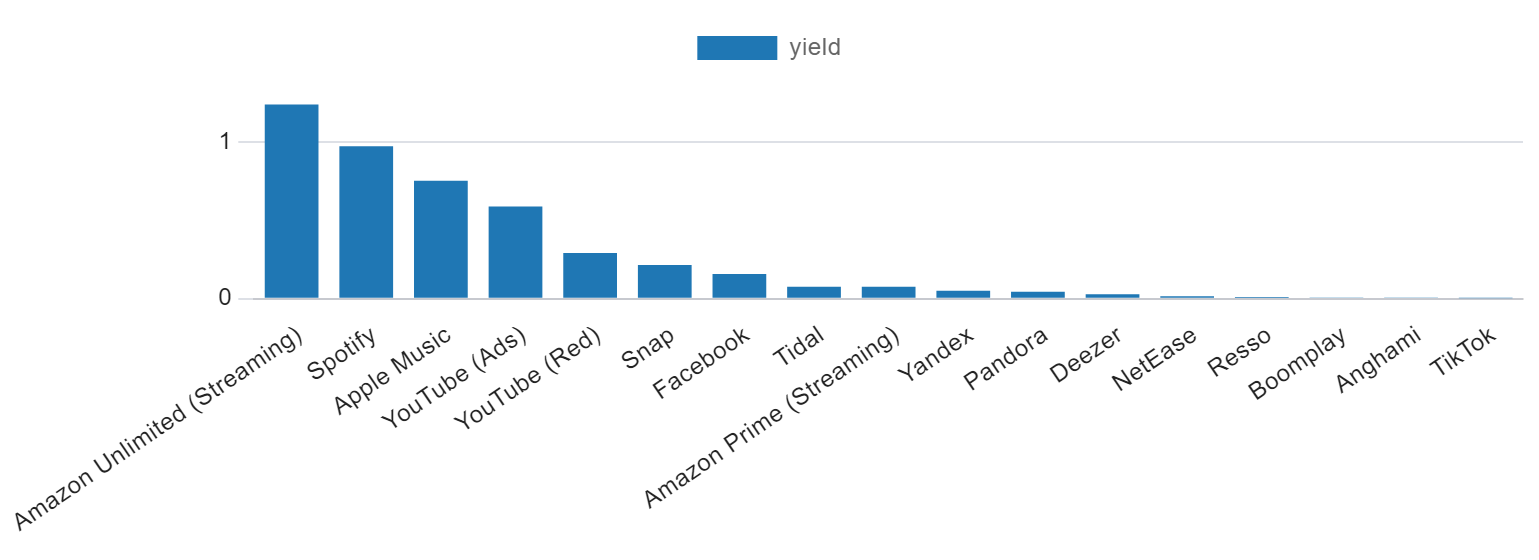 yield
1
0
Amazon Unlimited (Streaming)
Spotify
Apple Music
YouTube (Ads)
YouTube (Red)
Snap
Facebook
Tidal
Amazon Prime (Streaming)
Yandex
Pandora
Deezer
NetEase
Resso
Boomplay
Anghami
TikTok